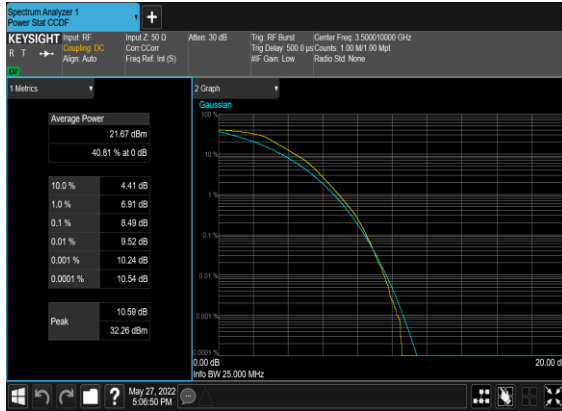 Spectrum Analyzer 1
Power Stat CCDF
+
KEYSIGHT
R T
LU
Input: RF
Coupling: DC
Align: Auto
Input Z: 50 Ω
Corr CCorr
Freq Ref: Int (S)
Atten: 30 dB
Trig: RF Burst
Trig Delay: 500.0 µs
#IF Gain: Low
Center Freq: 3.500010000 GHz
Counts: 1.00 M/1.00 Mpt
Radio Std: None
1 Metrics
Average Power
21.67 dBm
40.81 % at 0 dB
10.0 % 4.41 dB
1.0 % 6.91 dB
0.1 % 8.49 dB
0.01 % 9.52 dB
0.001 % 10.24 dB
0.0001 % 10.54 dB
Peak 10.59 dB
32.26 dBm
2 Graph
Gaussian
100 %
10 %
1 %
0.1 %
0.01 %
0.001 %
0.0001 %
0.00 dB
20.00 d
Info BW 25.000 MHz
?
May 27, 2022
5:06:50 PM